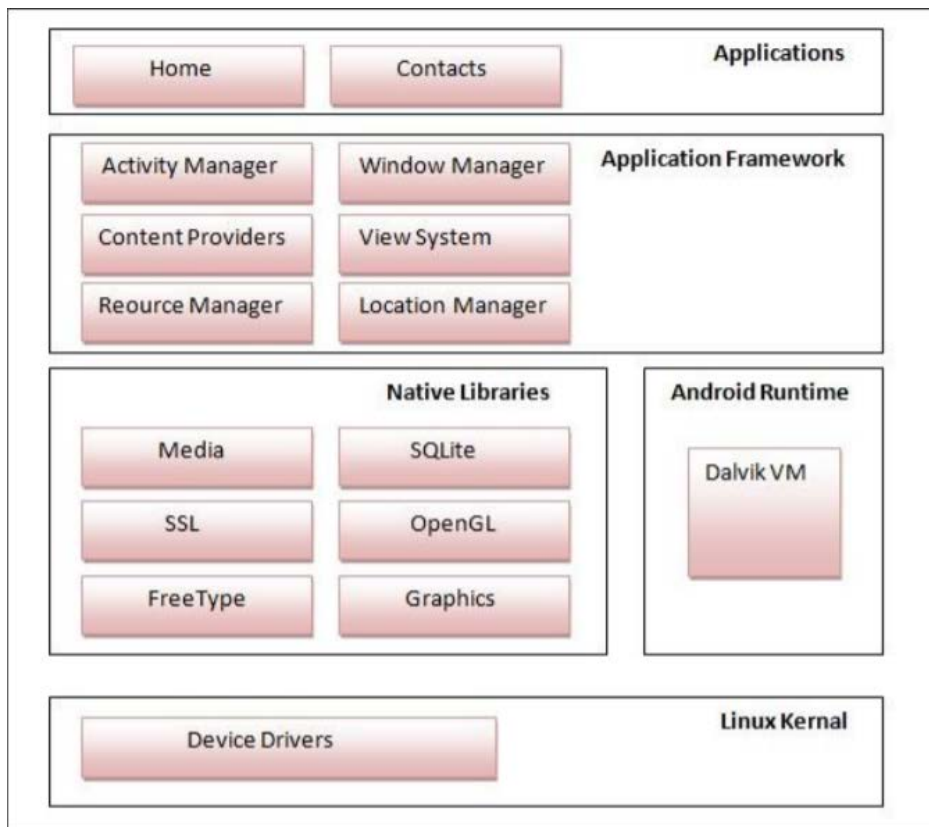 Applications
Home
Contacts
Application Framework
Activity Manager
Window Manager
Content Providers
View System
Reource Manager
Location Manager
Native Libraries
Media
SQLite
SSL
OpenGL
FreeType
Graphics
Android Runtime
Dalvik VM
Linux Kernal
Device Drivers